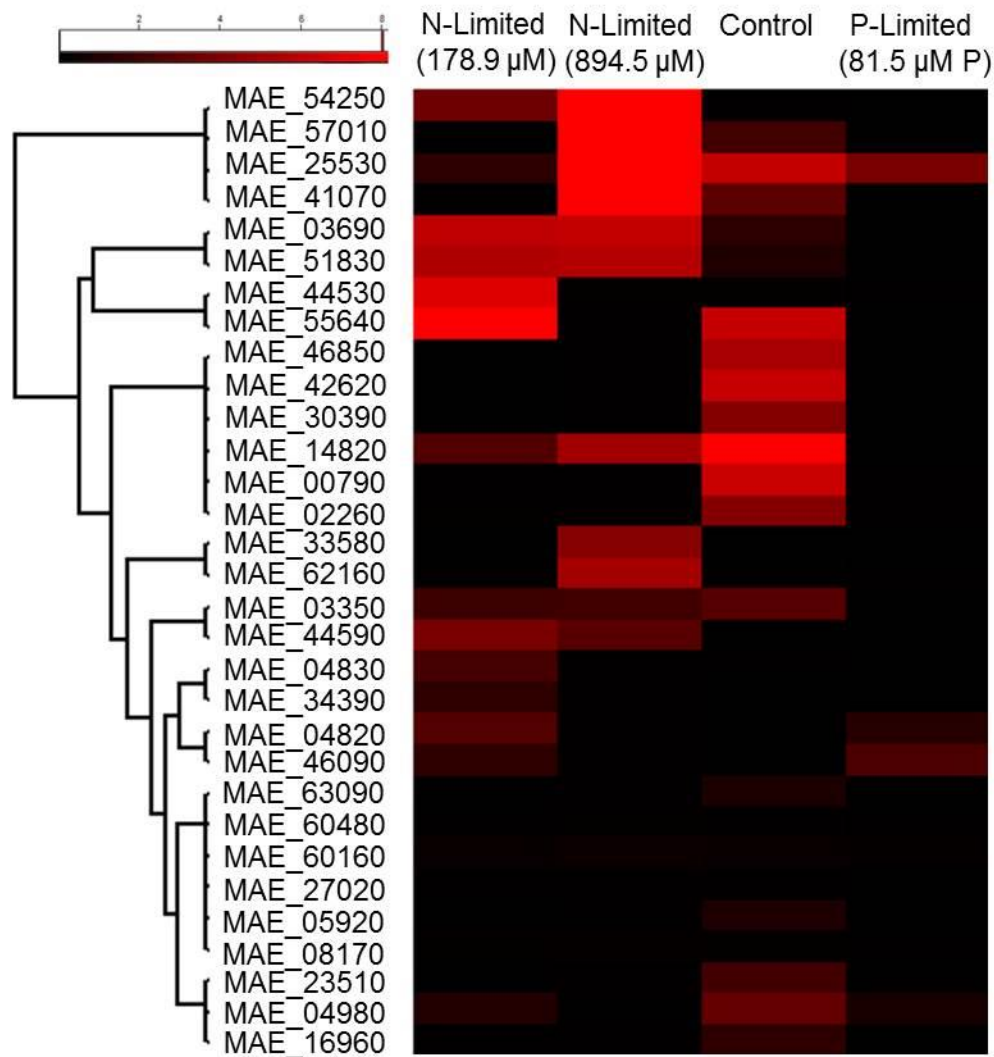 2 4 6 8
N-Limited N-Limited Control P-Limited
(178.9 µM) (894.5 µM) (81.5 µM P)
MAE_54250
MAE_57010
MAE_25530
MAE_41070
MAE_03690
MAE_51830
MAE_44530
MAE_55640
MAE_46850
MAE_42620
MAE_30390
MAE_14820
MAE_00790
MAE_02260
MAE_33580
MAE_62160
MAE_03350
MAE_44590
MAE_04830
MAE_34390
MAE_04820
MAE_46090
MAE_63090
MAE_60480
MAE_60160
MAE_27020
MAE_05920
MAE_08170
MAE_23510
MAE_04980
MAE_16960